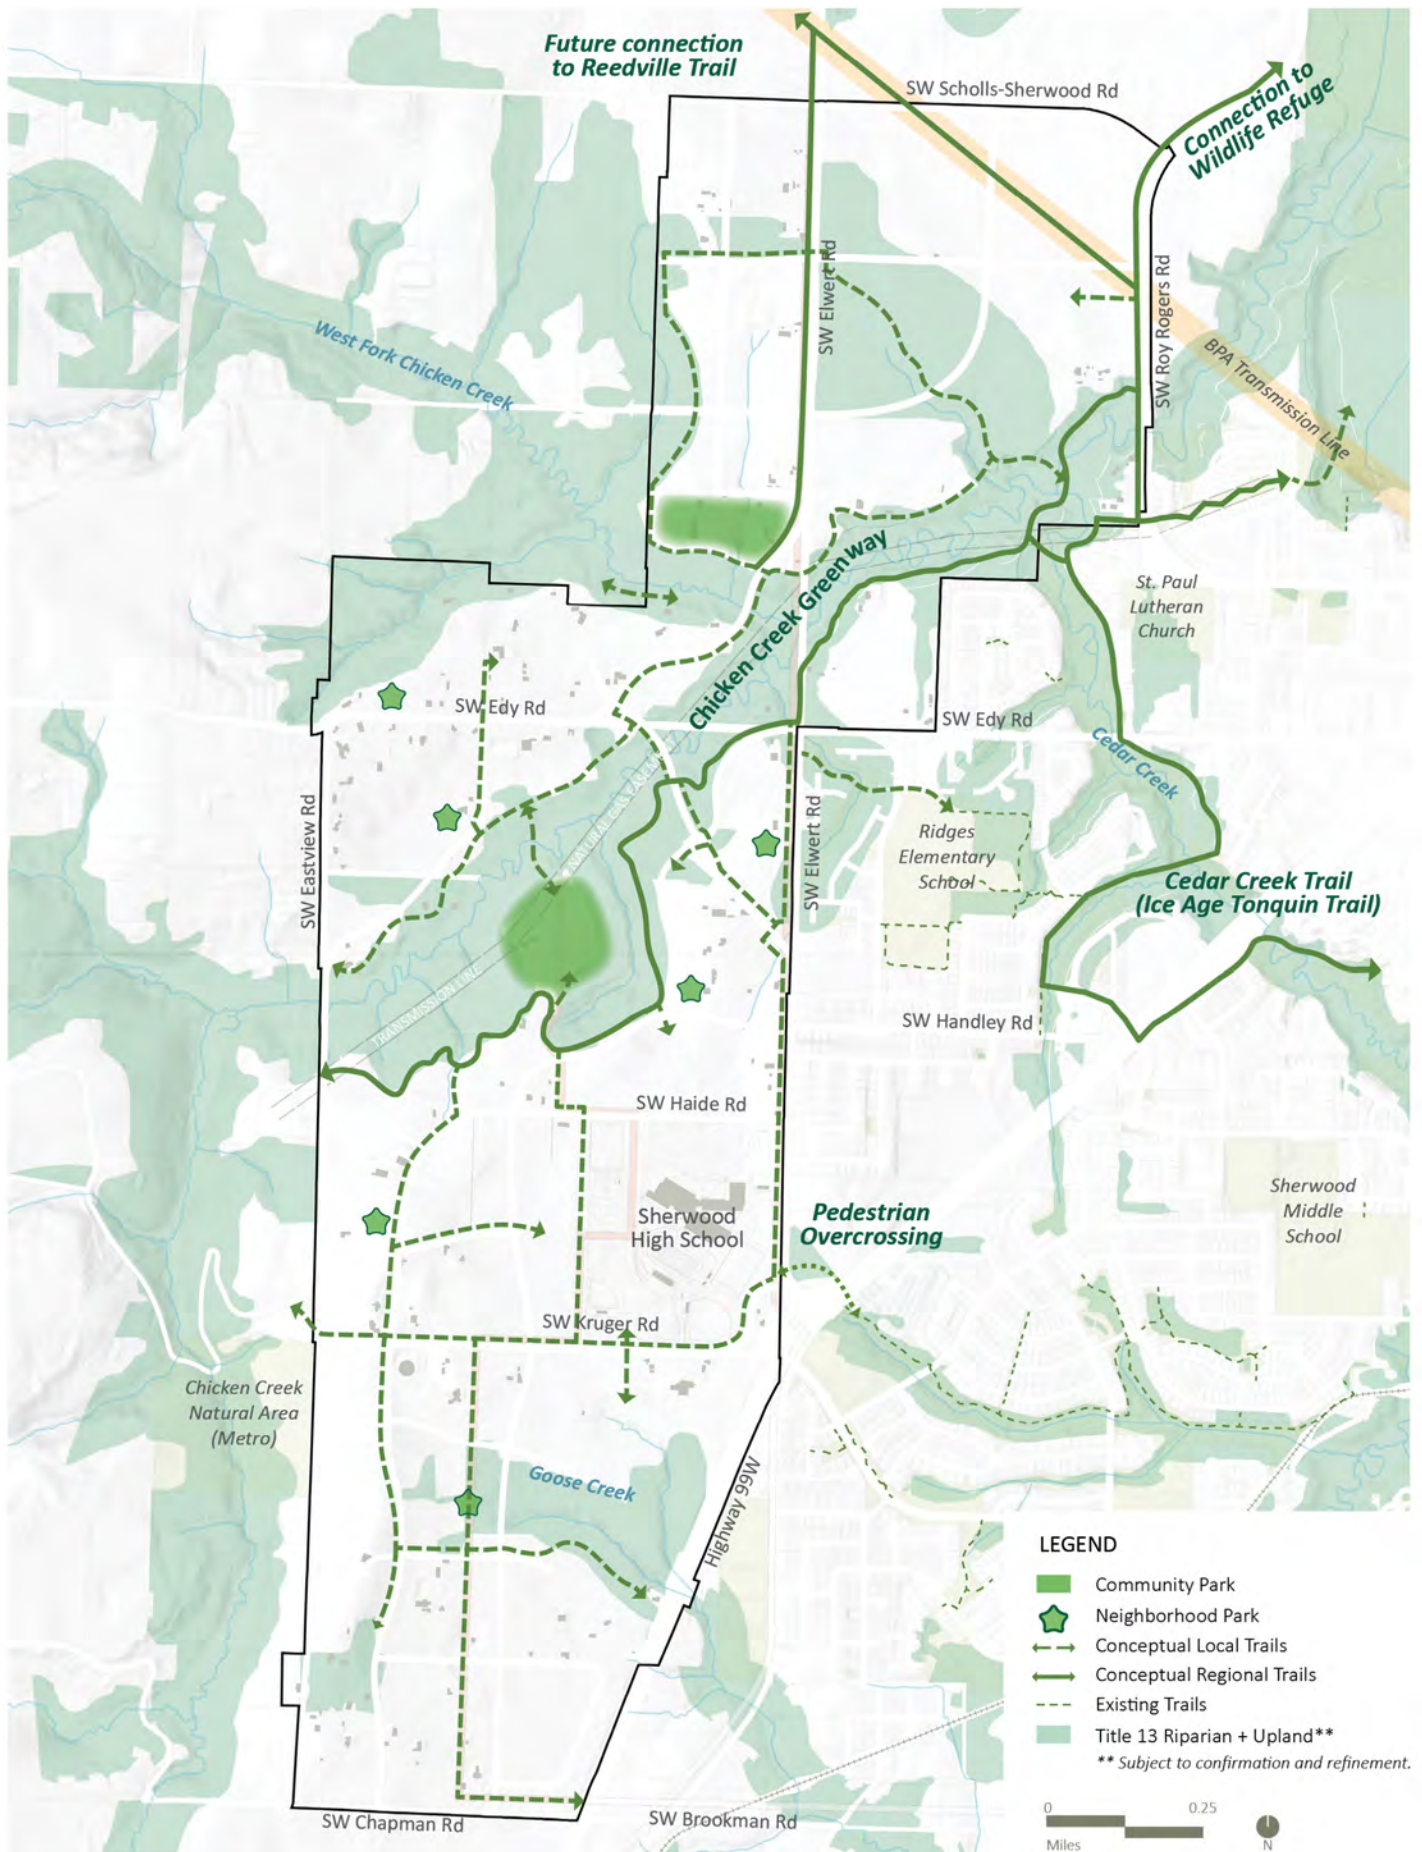 Future connection
to Reedville Trail
SW Scholls-Sherwood Rd
Connection to
Wildlife Refuge
SW Elwert Rd
SW Roy Rogers Rd
West Fork Chicken Creek
BPA Transmission Line
Chicken Creek Greenway
St. Paul
Lutheran
Church
SW Edy Rd
SW Edy Rd
Cedar Creek
SW Eastview Rd
NATURAL GAS EASEM
SW Elwert Rd
Ridges
Elementary
School
Cedar Creek Trail
(Ice Age Tonquin Trail)
TRANSMISSION LINE
SW Handley Rd
SW Haide Rd
Sherwood
High School
Pedestrian
Overcrossing
Sherwood
Middle
School
SW Kruger Rd
Chicken Creek
Natural Area
(Metro)
Goose Creek
Highway 99W
LEGEND
Community Park
Neighborhood Park
Conceptual Local Trails
Conceptual Regional Trails
Existing Trails
Title 13 Riparian + Upland**
** Subject to confirmation and refinement.
0 0.25
Miles
N
SW Chapman Rd
SW Brookman Rd